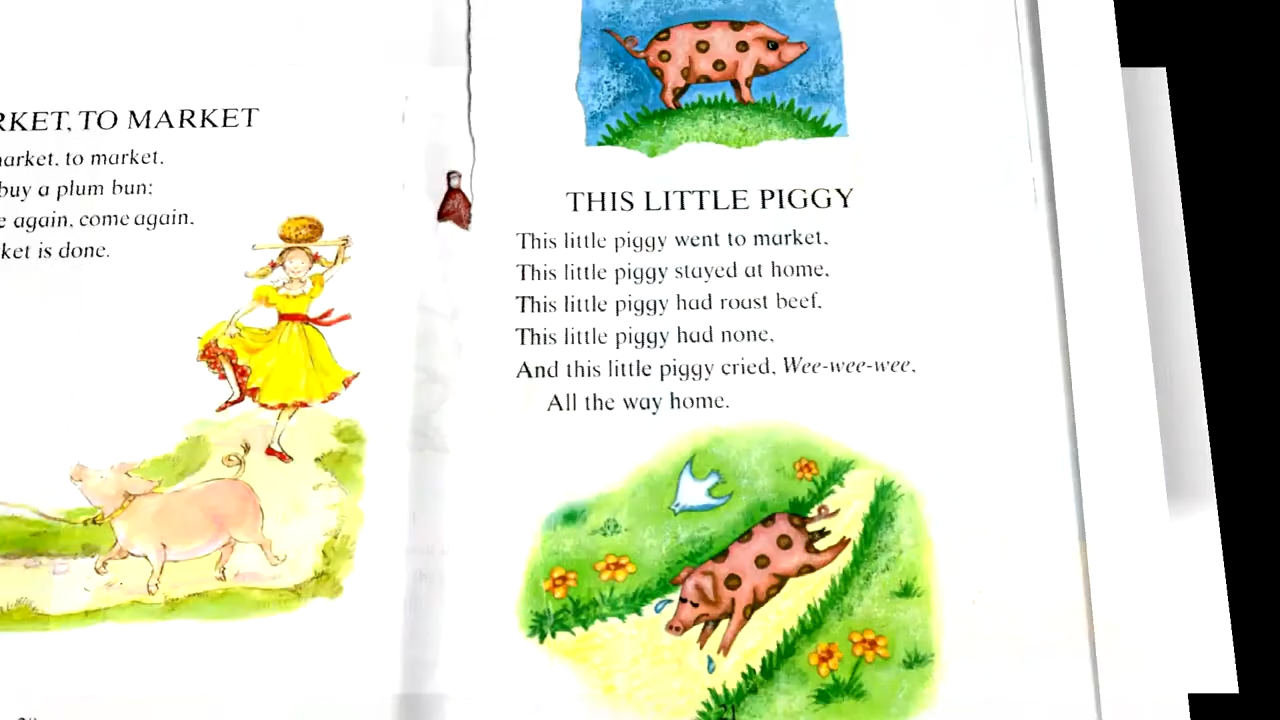 RKET, TO MARKET
market, to market,
buy a plum bun:
e again, come again,
ket is done.
THIS LITTLE PIGGY
This little piggy went to market,
This little piggy stayed at home,
This little piggy had roast beef,
This little piggy had none,
And this little piggy cried, Wee-wee-wee,
All the way home.